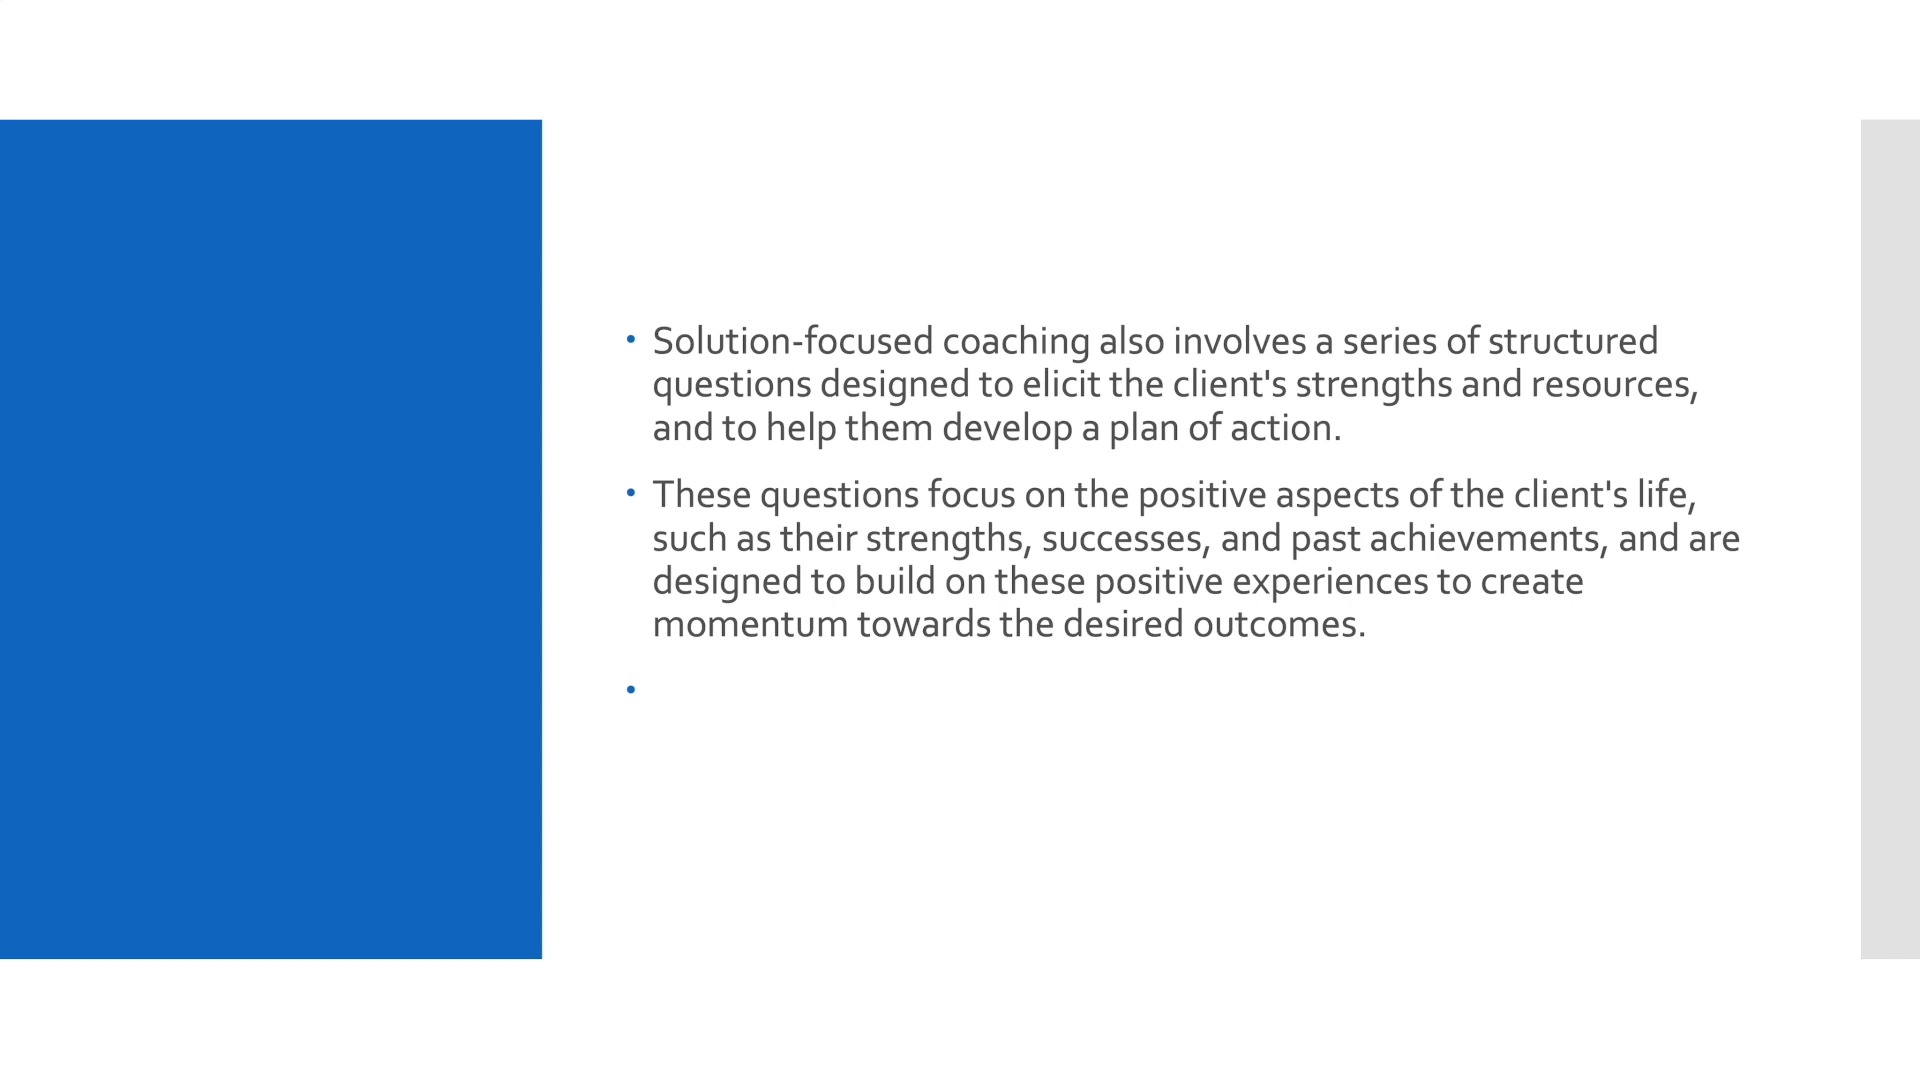 • Solution-focused coaching also involves a series of structured
questions designed to elicit the client's strengths and resources,
and to help them develop a plan of action.
• These questions focus on the positive aspects of the client's life,
such as their strengths, successes, and past achievements, and are
designed to build on these positive experiences to create
momentum towards the desired outcomes.
•